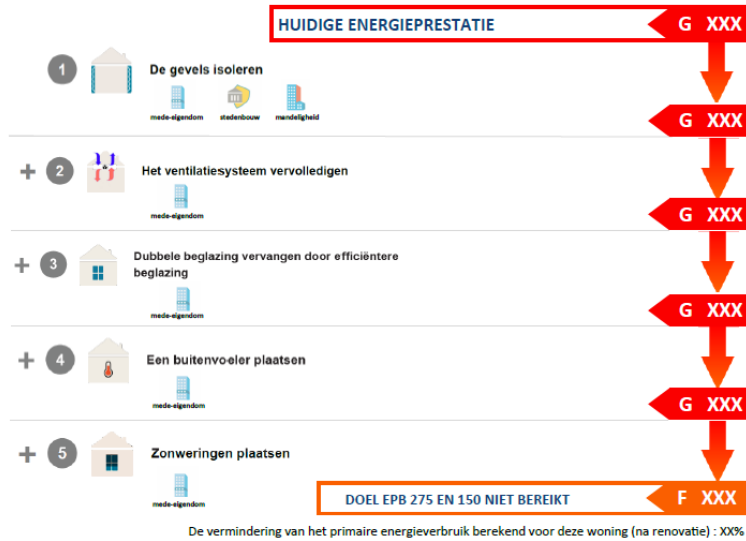 HUIDIGE ENERGIEPRESTATIE
G XXX
1
De gevels isoleren
mede-eigendom stedenbouw mandeligheid
G XXX
+ 2
Het ventilatiesysteem vervolledigen
mede-eigendom
G XXX
+ 3
Dubbele beglazing vervangen door efficiëntere
beglazing
mede-eigendom
G XXX
+ 4
Een buitenvoeler plaatsen
mede-eigendom
G XXX
+ 5
Zonweringen plaatsen
mede-eigendom
DOEL EPB 275 EN 150 NIET BEREIKT
F XXX
De vermindering van het primaire energieverbruik berekend voor deze woning (na renovatie) : XX%